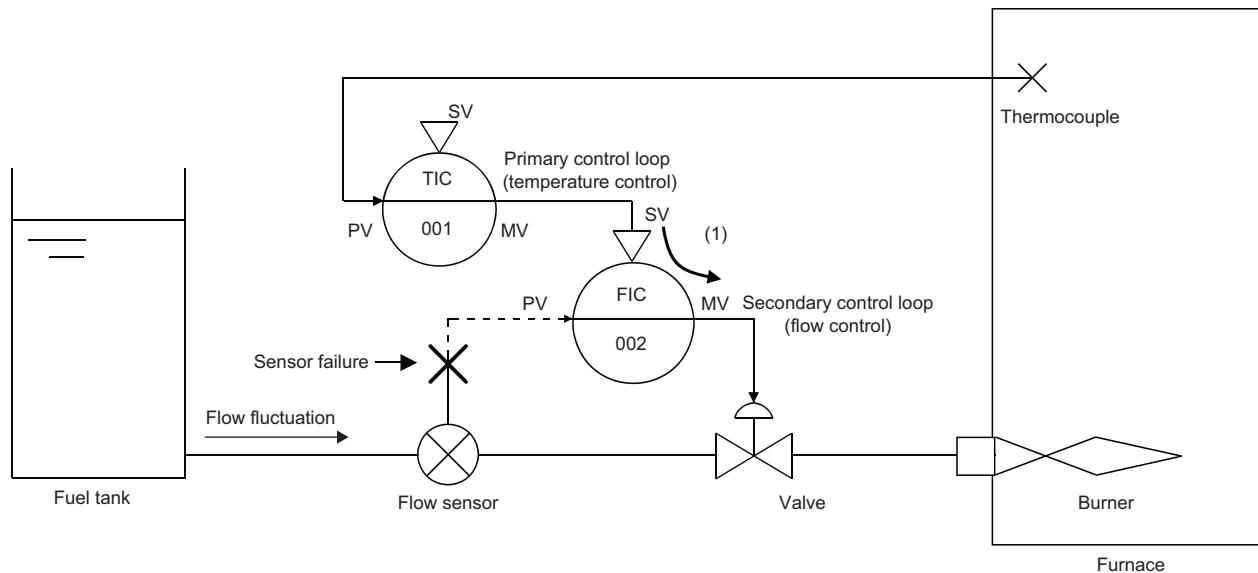 Thermocouple
SV
TIC
001
PV
MV
Primary control loop
(temperature control)
SV
(1)
PV
FIC
002
MV
Secondary control loop
(flow control)
Sensor failure
Flow fluctuation
Fuel tank
Flow sensor
Valve
Burner
Furnace